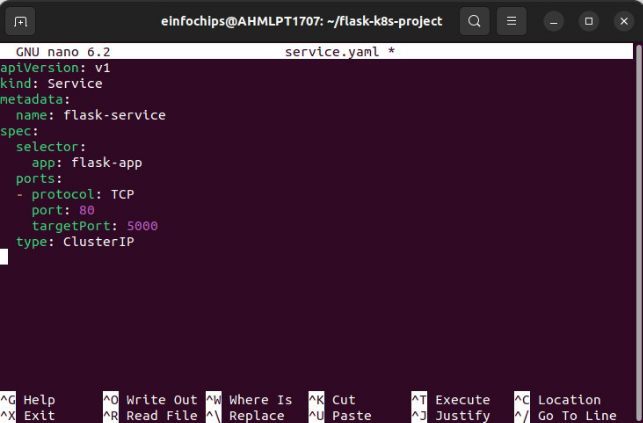 einfochips@AHMLPT1707: ~/flask-k8s-project
GNU nano 6.2 service.yaml *
apiVersion: v1
kind: Service
metadata:
  name: flask-service
spec:
  selector:
    app: flask-app
  ports:
  - protocol: TCP
    port: 80
    targetPort: 5000
  type: ClusterIP
^G Help ^O Write Out ^W Where Is ^K Cut ^T Execute ^C Location
^X Exit ^R Read File ^\ Replace ^U Paste ^J Justify ^/ Go To Line